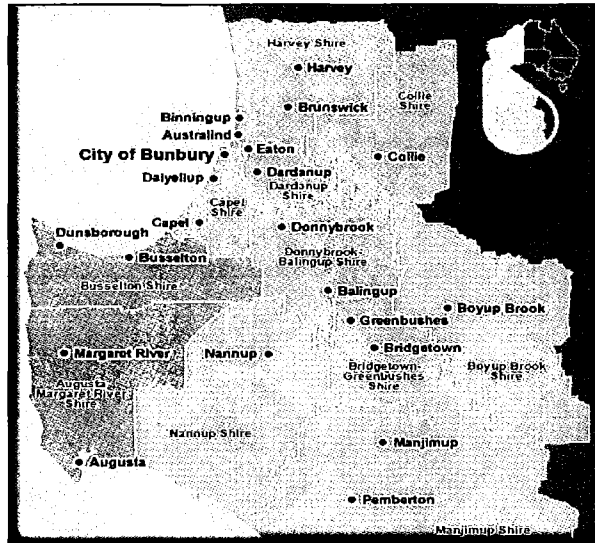 Harvey Shire
Harvey
Collie
Shire
Brunswick
Binningup
Australind
City of Bunbury
Eaton
Collie
Dardanup
Dardanup
Shire
Dalyellup
Capel
Shire
Capel
Donnybrook
Dunsborough
Busselton
Donnybrook-
Balingup Shire
Busselton Shire
Balingup
Boyup Brook
Greenbushes
Margaret River
Nannup
Bridgetown
Bridgetown-
Greenbushes
Shire
Boyup Brook
Shire
Augusta
Margaret River
Shire
Nannup Shire
Manjimup
Augusta
Pemberton
Manjimup Shire